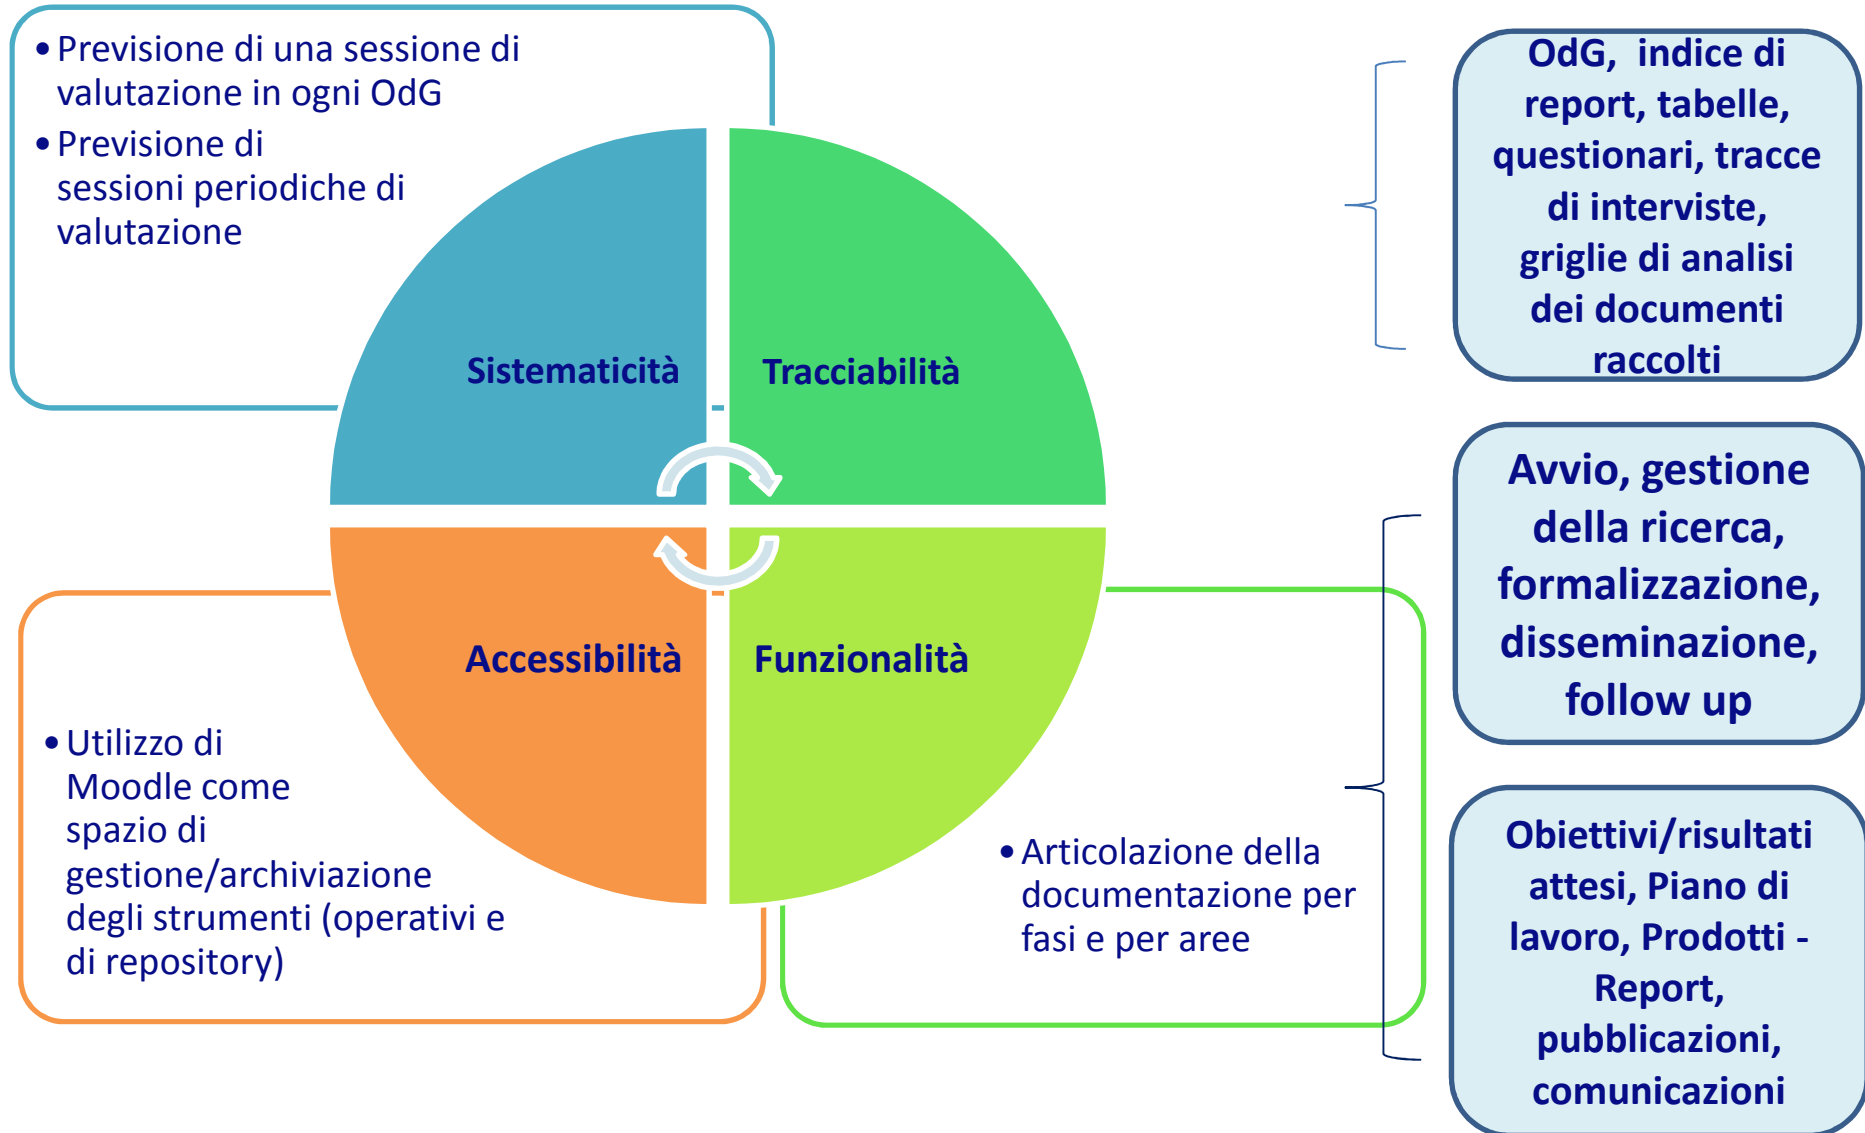 • Previsione di una sessione di
valutazione in ogni OdG
• Previsione di
sessioni periodiche di
valutazione
Sistematicità
Tracciabilità
OdG, indice di
report, tabelle,
questionari, tracce
di interviste,
griglie di analisi
dei documenti
raccolti
Accessibilità
Funzionalità
• Utilizzo di
Moodle come
spazio di
gestione/archiviazione
degli strumenti (operativi e
di repository)
• Articolazione della
documentazione per
fasi e per aree
Avvio, gestione
della ricerca,
formalizzazione,
disseminazione,
follow up
Obiettivi/risultati
attesi, Piano di
lavoro, Prodotti -
Report,
pubblicazioni,
comunicazioni